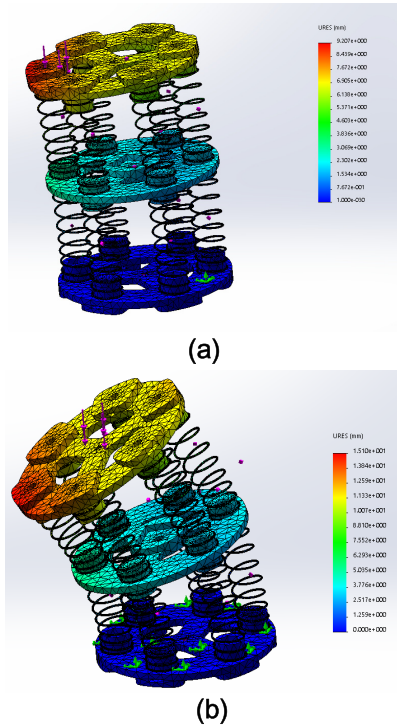 URES (mm)
9.207e+000
8.439e+000
7.672e+000
6.905e+000
6.138e+000
5.371e+000
4.603e+000
3.836e+000
3.069e+000
2.302e+000
1.534e+000
7.672e-001
1.000e-030
(a)
URES (mm)
1.510e+001
1.384e+001
1.259e+001
1.133e+001
1.007e+001
8.810e+000
7.552e+000
6.293e+000
5.035e+000
3.776e+000
2.517e+000
1.259e+000
0.000e+000
(b)